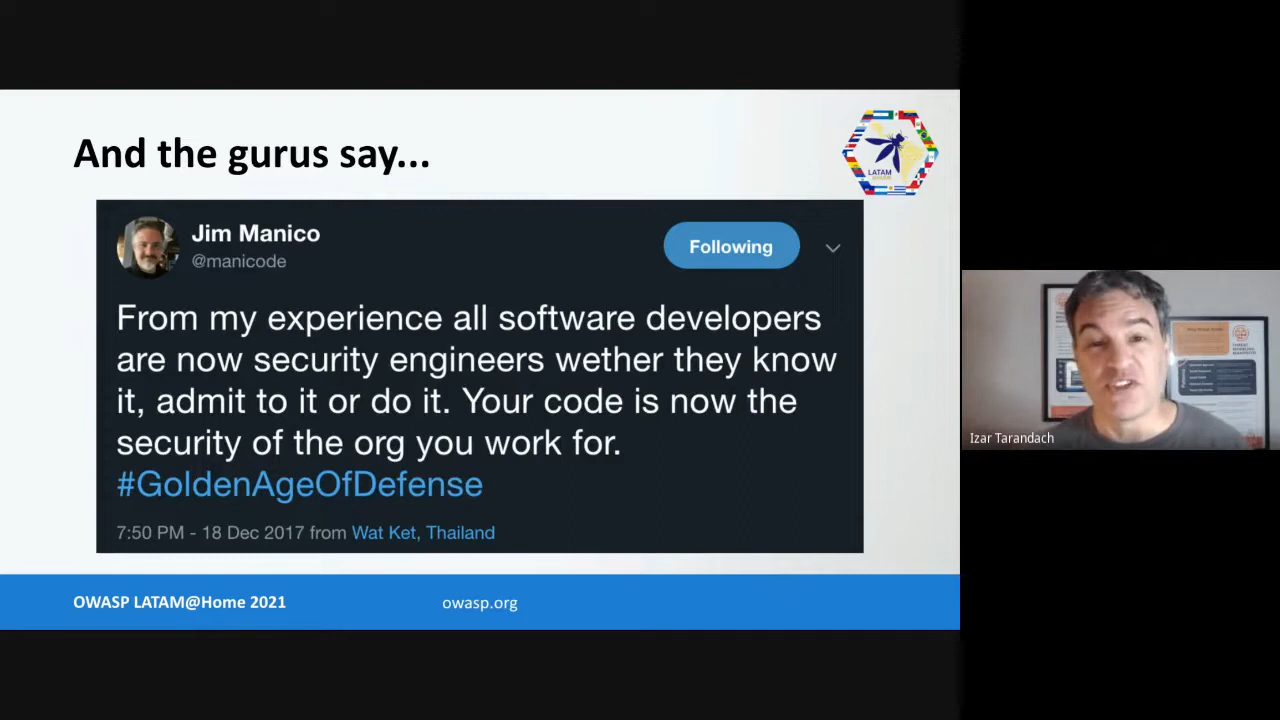 And the gurus say...
LATAM
Jim Manico
@manicode
Following
From my experience all software developers
are now security engineers wether they know
it, admit to it or do it. Your code is now the
security of the org you work for.
#GoldenAgeOfDefense
7:50 PM - 18 Dec 2017 from Wat Ket, Thailand
OWASP LATAM@Home 2021
owasp.org
Izar Tarandach